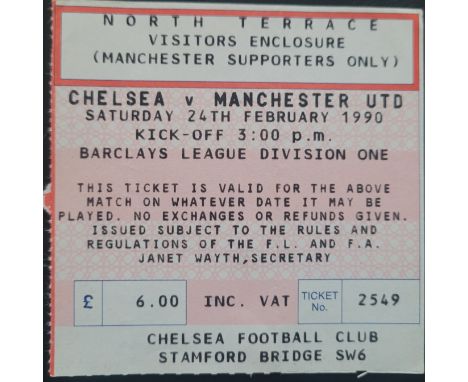 NORTH TERRACE
VISITORS ENCLOSURE
(MANCHESTER SUPPORTERS ONLY)
CHELSEA v MANCHESTER UTD
SATURDAY 24TH FEBRUARY 1990
KICK-OFF 3:00 p.m.
BARCLAYS LEAGUE DIVISION ONE
THIS TICKET IS VALID FOR THE ABOVE
MATCH ON WHATEVER DATE IT MAY BE
PLAYED. NO EXCHANGES OR REFUNDS GIVEN.
ISSUED SUBJECT TO THE RULES AND
REGULATIONS OF THE F.L. AND F.A.
JANET WAYTH,SECRETARY
£ 6.00 INC. VAT TICKET No. 2549
CHELSEA FOOTBALL CLUB
STAMFORD BRIDGE SW6